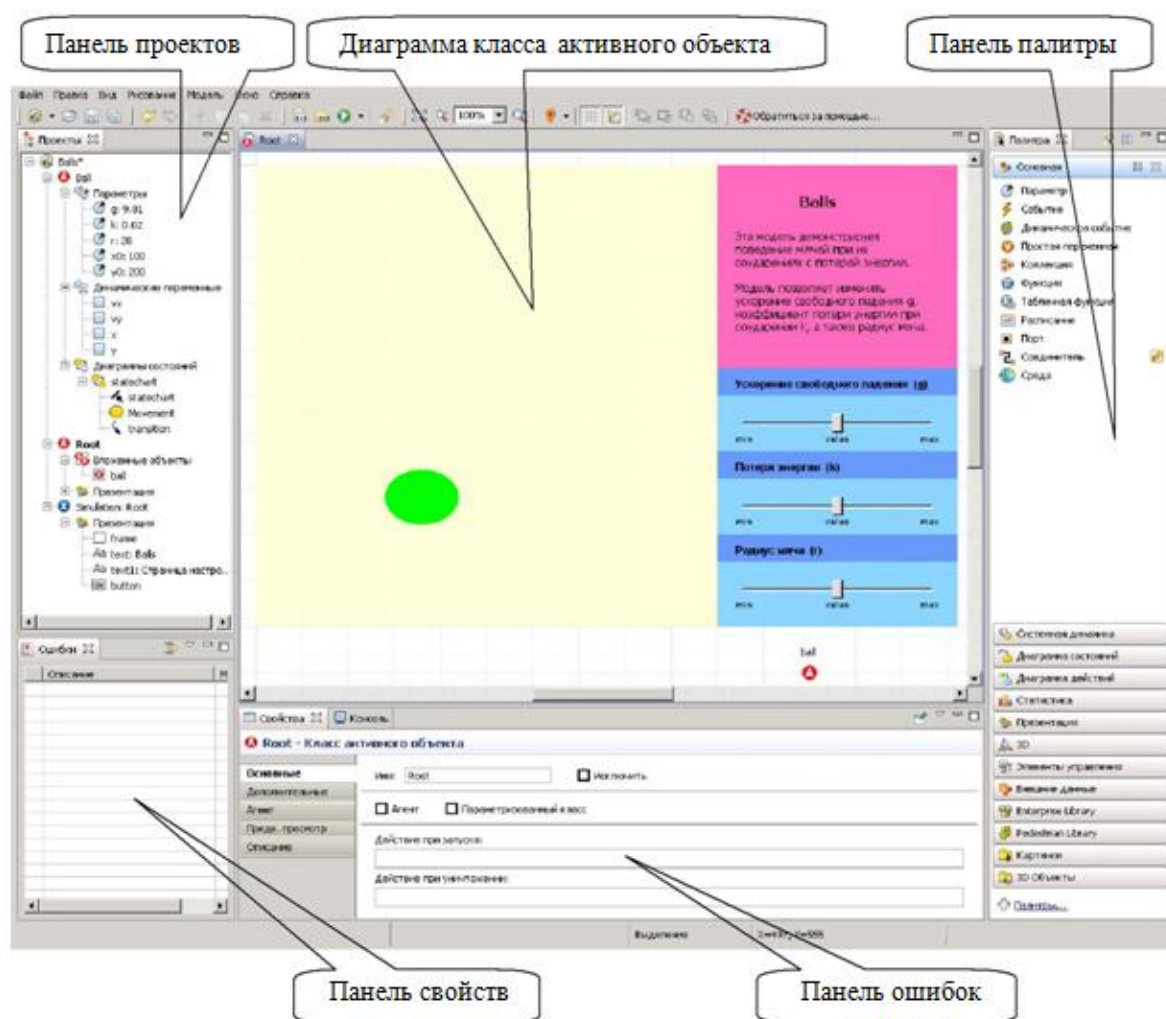 Панель проектов
Диаграмма класса активного объекта
Панель палитры
Файл Правка Вид Рисование Модель Окно Справка
100%
Обратиться за помощью...
Проекты
Root
Палитра
Balls*
Ball
Параметры
g: 9.81
k: 0.02
r: 20
x0: 100
y0: 200
Динамические переменные
vx
vy
x
y
Диаграммы состояний
statechart
statechart
Movement
transition
Root
Вложенные объекты
ball
Презентация
Simulation: Root
Презентация
frame
Aa text: Balls
Aa text1: Страница настро...
button
Balls
Эта модель демонстрирует
поведение мячей при их
соударениях с потерей энергии.
Модель позволяет изменять
ускорение свободного падения g,
коэффициент потери энергии при
соударении k, а также радиус мяча.
Ускорение свободного падения (g)
min value max
Потеря энергии (k)
min value max
Радиус мяча (r)
min value max
ball
Основная
Параметр
Событие
Динамическое событие
Простая переменная
Коллекция
Функция
Табличная функция
Расписание
Порт
Соединитель
Среда
Системная динамика
Диаграмма состояний
Диаграмма действий
Статистика
Презентация
3D
Элементы управления
Внешние данные
Enterprise Library
Pedestrian Library
Картинки
3D Объекты
Палитры...
Ошибки
Описание
Свойства
Консоль
Root - Класс активного объекта
Основные
Дополнительные
Агент
Предв. просмотр
Описание
Имя: Root
Исключить
Агент
Параметризованный класс
Действие при запуске:
Действие при уничтожении:
Выделение
Панель свойств
Панель ошибок